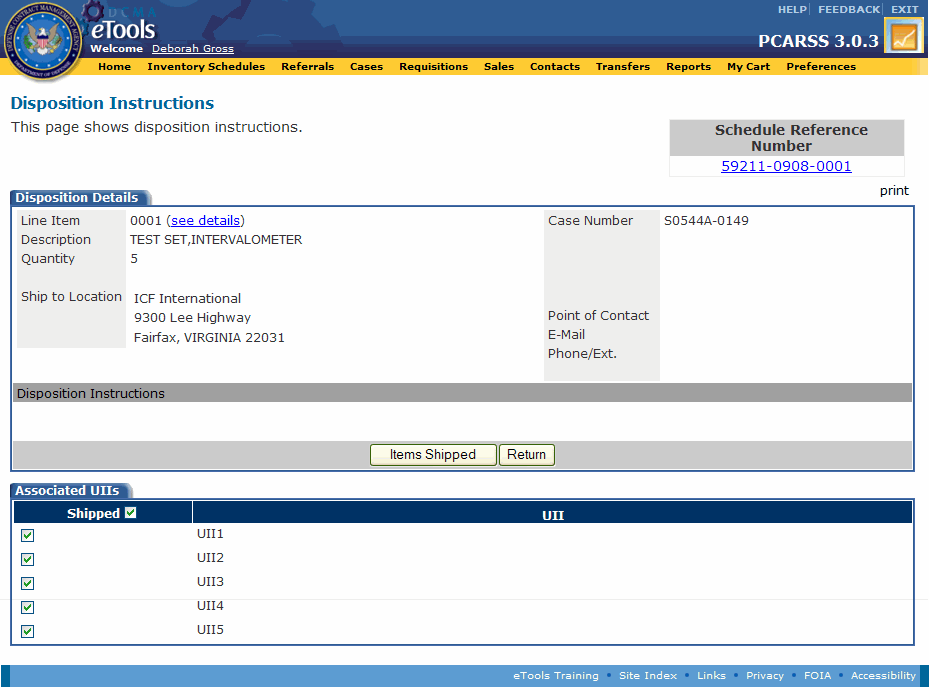 HELP FEEDBACK EXIT
DCMA
eTools
Welcome Deborah Gross
PCARSS 3.0.3
Home Inventory Schedules Referrals Cases Requisitions Sales Contacts Transfers Reports My Cart Preferences
Disposition Instructions
This page shows disposition instructions.
Schedule Reference
Number
59211-0908-0001
print
Disposition Details
Line Item 0001 (see details) Case Number S0544A-0149
Description TEST SET,INTERVALOMETER
Quantity 5
Ship to Location ICF International
9300 Lee Highway
Fairfax, VIRGINIA 22031
Point of Contact
E-Mail
Phone/Ext.
Disposition Instructions
Items Shipped Return
Associated UIIs
Shipped UII
UII1
UII2
UII3
UII4
UII5
eTools Training • Site Index • Links • Privacy • FOIA • Accessibility